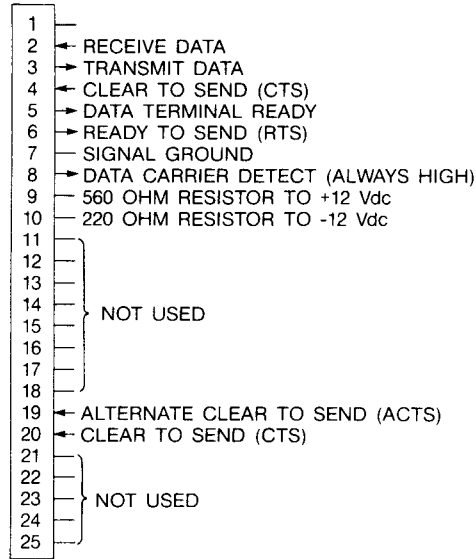 1
2 RECEIVE DATA
3 TRANSMIT DATA
4 CLEAR TO SEND (CTS)
5 DATA TERMINAL READY
6 READY TO SEND (RTS)
7 SIGNAL GROUND
8 DATA CARRIER DETECT (ALWAYS HIGH)
9 560 OHM RESISTOR TO +12 Vdc
10 220 OHM RESISTOR TO -12 Vdc
11
12
13
14
NOT USED
15
16
17
18
19 ALTERNATE CLEAR TO SEND (ACTS)
20 CLEAR TO SEND (CTS)
21
22
23 NOT USED
24
25